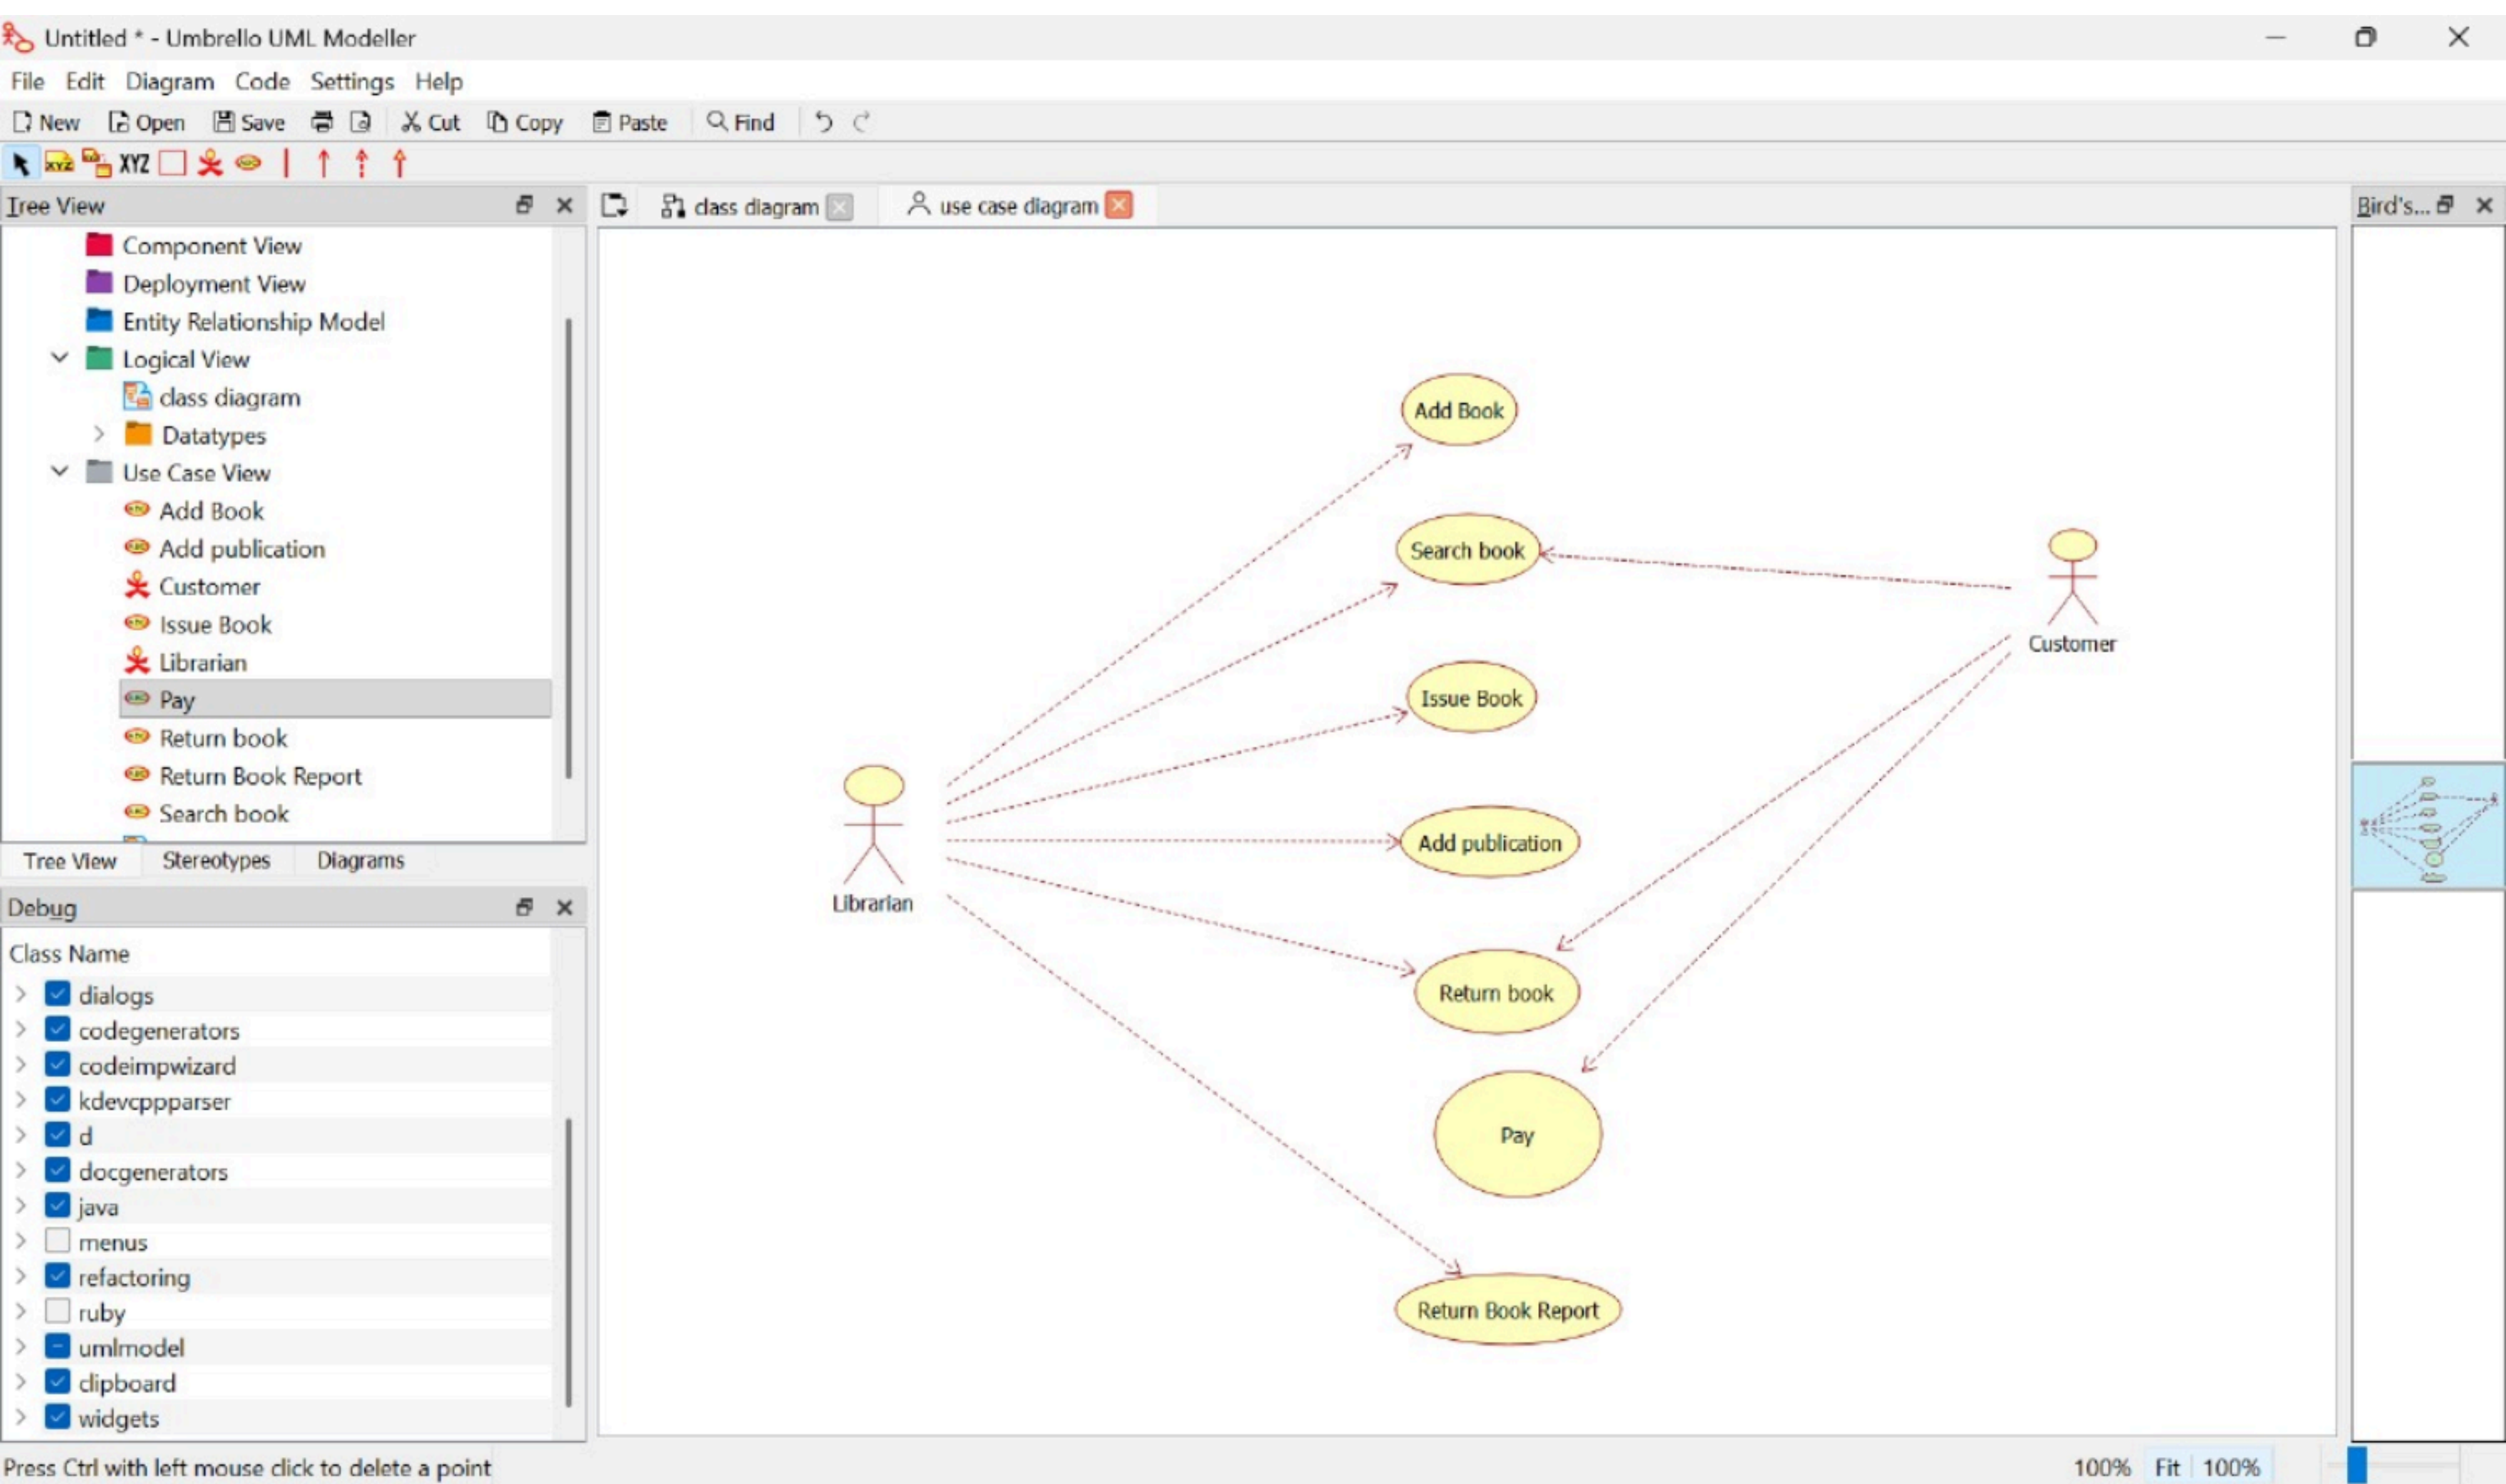 Untitled * - Umbrello UML Modeller
File Edit Diagram Code Settings Help
New Open Save Cut Copy Paste Find
XYZ XYZ
Tree View
class diagram
use case diagram
Bird's...
Component View
Deployment View
Entity Relationship Model
Logical View
class diagram
Datatypes
Use Case View
Add Book
Add publication
Customer
Issue Book
Librarian
Pay
Return book
Return Book Report
Search book
Tree View Stereotypes Diagrams
Debug
Class Name
dialogs
codegenerators
codeimpwizard
kdevcppparser
d
docgenerators
java
menus
refactoring
ruby
umlmodel
clipboard
widgets
Add Book
Search book
Customer
Issue Book
Add publication
Librarian
Return book
Pay
Return Book Report
Press Ctrl with left mouse click to delete a point
100% Fit 100%